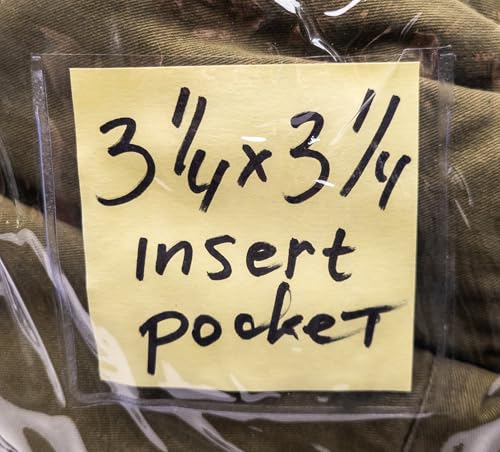 3 1/4 x 3 1/4
insert
pocket